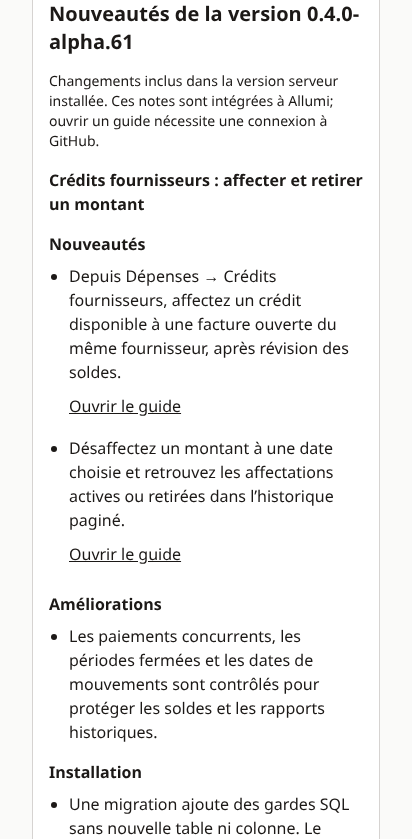 Nouveautés de la version 0.4.0-
alpha.61
Changements inclus dans la version serveur
installée. Ces notes sont intégrées à Allumi;
ouvrir un guide nécessite une connexion à
GitHub.
Crédits fournisseurs : affecter et retirer
un montant
Nouveautés
• Depuis Dépenses → Crédits
fournisseurs, affectez un crédit
disponible à une facture ouverte du
même fournisseur, après révision des
soldes.
Ouvrir le guide
• Désaffectez un montant à une date
choisie et retrouvez les affectations
actives ou retirées dans l’historique
paginé.
Ouvrir le guide
Améliorations
• Les paiements concurrents, les
périodes fermées et les dates de
mouvements sont contrôlés pour
protéger les soldes et les rapports
historiques.
Installation
• Une migration ajoute des gardes SQL
sans nouvelle table ni colonne. Le